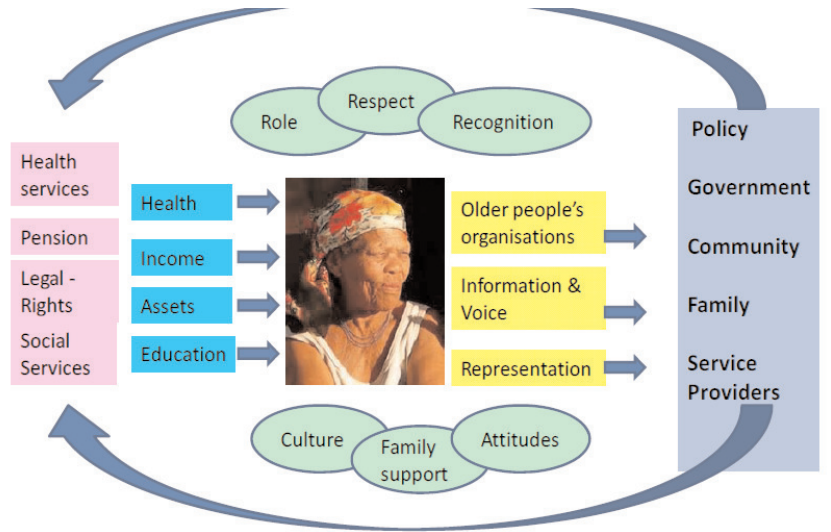 Role
Respect
Recognition
Health
services
Pension
Legal -
Rights
Social
Services
Health
Income
Assets
Education
Older people's
organisations
Information &
Voice
Representation
Policy
Government
Community
Family
Service
Providers
Culture
Family
support
Attitudes